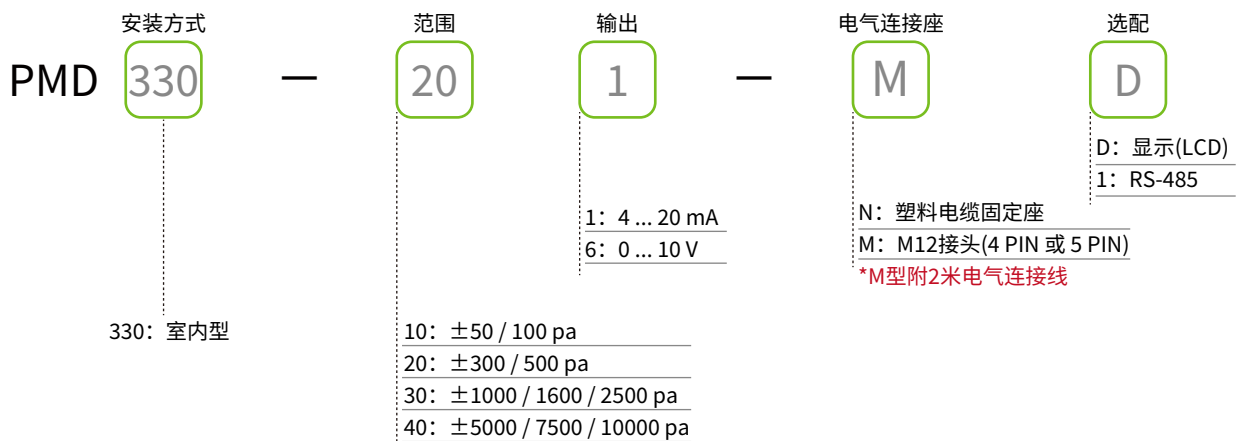 安装方式 范围 输出 电气连接座 选配
PMD 330 — 20 1 — M D
D：显示(LCD)
1：RS-485
1：4 ... 20 mA
6：0 ... 10 V
N：塑料电缆固定座
M：M12接头(4 PIN 或 5 PIN)
*M型附2米电气连接线
330：室内型
10：±50 / 100 pa
20：±300 / 500 pa
30：±1000 / 1600 / 2500 pa
40：±5000 / 7500 / 10000 pa